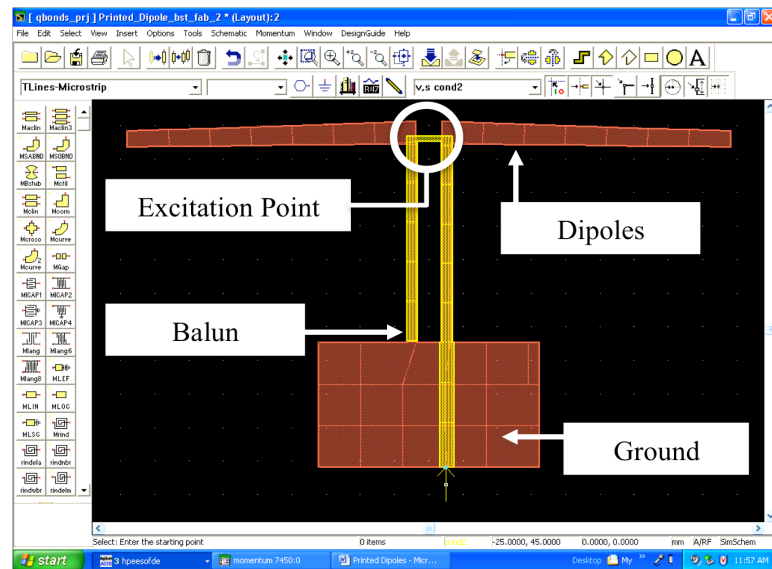 [ qbonds_prj ] Printed_Dipole_bst_fab_2 * (Layout):2
File Edit Select View Insert Options Tools Schematic Momentum Window DesignGuide Help
TLines-Microstrip
v,s cond2
Maclin Maclin3
MSABND MSOBND
MBstub Mcfil
Mclin Mcorn
Mcroso Mcurve
Mcurve2 MGap
MICAP1 MICAP2
MICAP3 MICAP4
Mlang Mlang6
Mlang8 MLEF
MLIN MLOC
MLSC Mrind
rindela rindnbr
rindwbr rindelm
Excitation Point
Dipoles
Balun
Ground
Select: Enter the starting point 0 items Cond2 -25.0000, 45.0000 0.0000, 0.0000 mm A/RF SimSchem
start 3 hpeesofde momentum 7450:0 Printed Dipoles - Micr... Desktop My » 11:57 AM